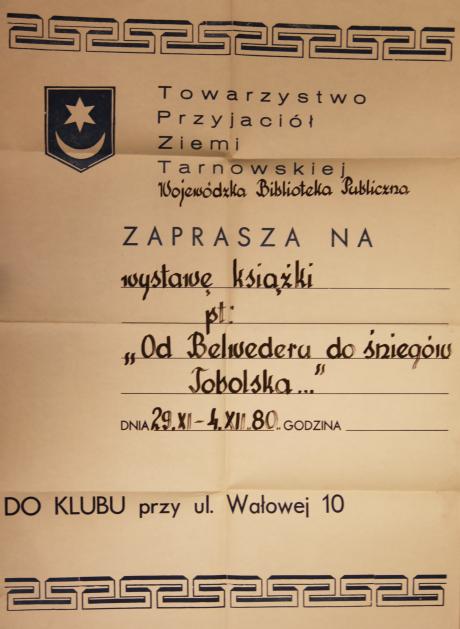 Towarzystwo
Przyjaciół
Ziemi
Tarnowskiej
Wojewódzka Biblioteka Publiczna
ZAPRASZA NA
wystawę książki
pt:
„Od Belwederu do śniegów
Tobolska..."
DNIA 29.XI–4.XII.80. GODZINA
DO KLUBU przy ul. Wałowej 10